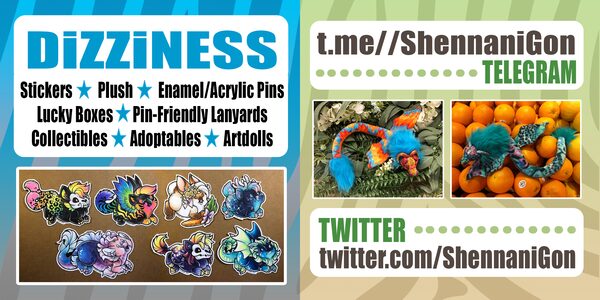 DiZZiNESS
Stickers ★ Plush ★ Enamel/Acrylic Pins
Lucky Boxes ★ Pin-Friendly Lanyards
Collectibles ★ Adoptables ★ Artdolls
t.me//ShennaniGon
TELEGRAM
TWITTER
twitter.com/ShennaniGon